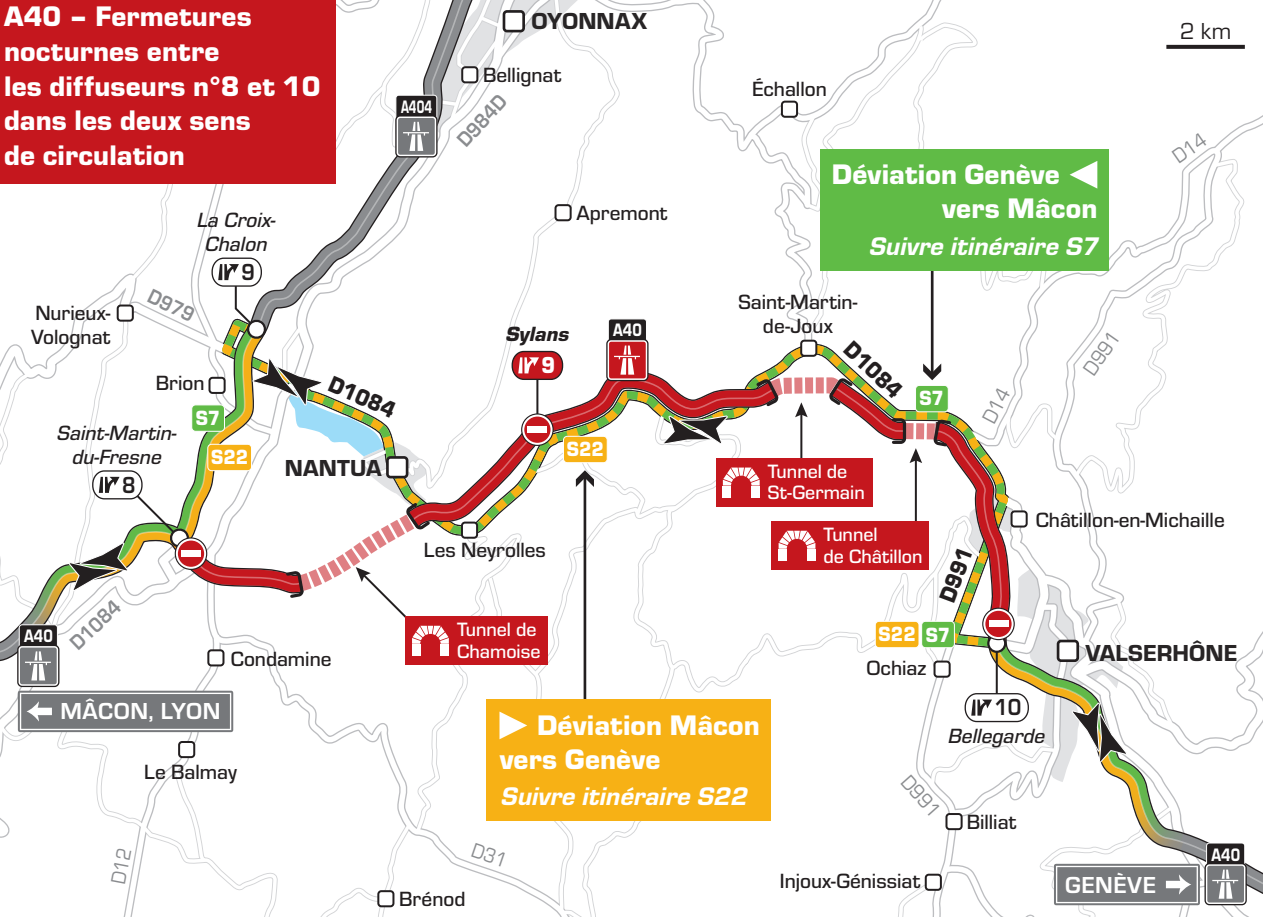 A40 – Fermetures
nocturnes entre
les diffuseurs n°8 et 10
dans les deux sens
de circulation
OYONNAX
2 km
Bellignat
Échallon
A404
D984D
D14
Déviation Genève ◀
vers Mâcon
Suivre itinéraire S7
La Croix-
Chalon
9
Apremont
D979
Nurieux-
Volognat
Saint-Martin-
de-Joux
Sylans
9
A40
D1084
D991
Brion
D1084
S7
D14
S7
Saint-Martin-
du-Fresne
8
S22
S22
NANTUA
Tunnel de
St-Germain
Châtillon-en-Michaille
Tunnel
de Châtillon
Les Neyrolles
D991
D1084
A40
Tunnel de
Chamoise
S22
S7
VALSERHÔNE
Condamine
Ochiaz
← MÂCON, LYON
10
Bellegarde
▶ Déviation Mâcon
vers Genève
Suivre itinéraire S22
Le Balmay
D991
Billiat
D12
D31
A40
Injoux-Génissiat
GENÈVE →
Brénod